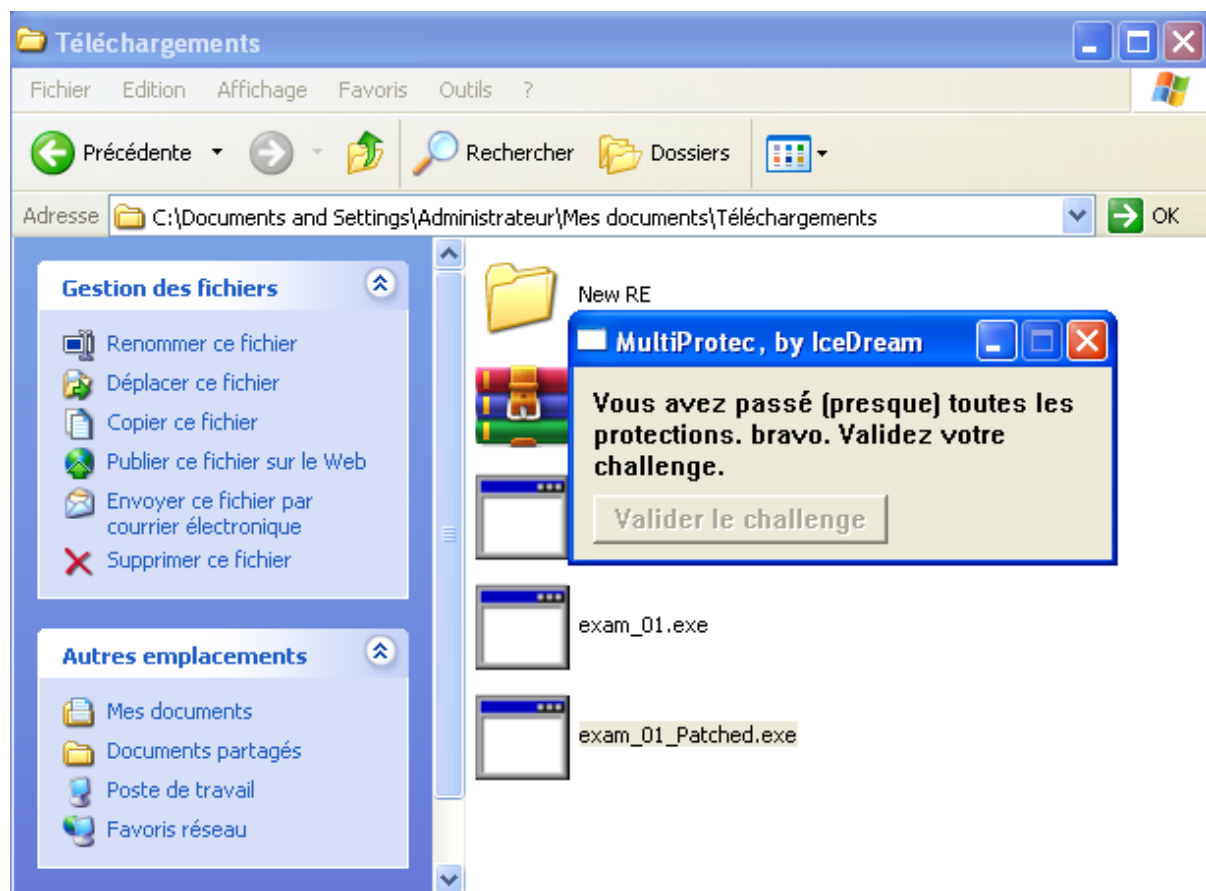 Téléchargements
Fichier Edition Affichage Favoris Outils ?
Précédente Rechercher Dossiers
Adresse C:\Documents and Settings\Administrateur\Mes documents\Téléchargements OK
Gestion des fichiers
Renommer ce fichier
Déplacer ce fichier
Copier ce fichier
Publier ce fichier sur le Web
Envoyer ce fichier par
courrier électronique
Supprimer ce fichier
Autres emplacements
Mes documents
Documents partagés
Poste de travail
Favoris réseau
New RE
MultiProtec, by IceDream
Vous avez passé (presque) toutes les
protections. bravo. Validez votre
challenge.
Valider le challenge
exam_01.exe
exam_01_Patched.exe